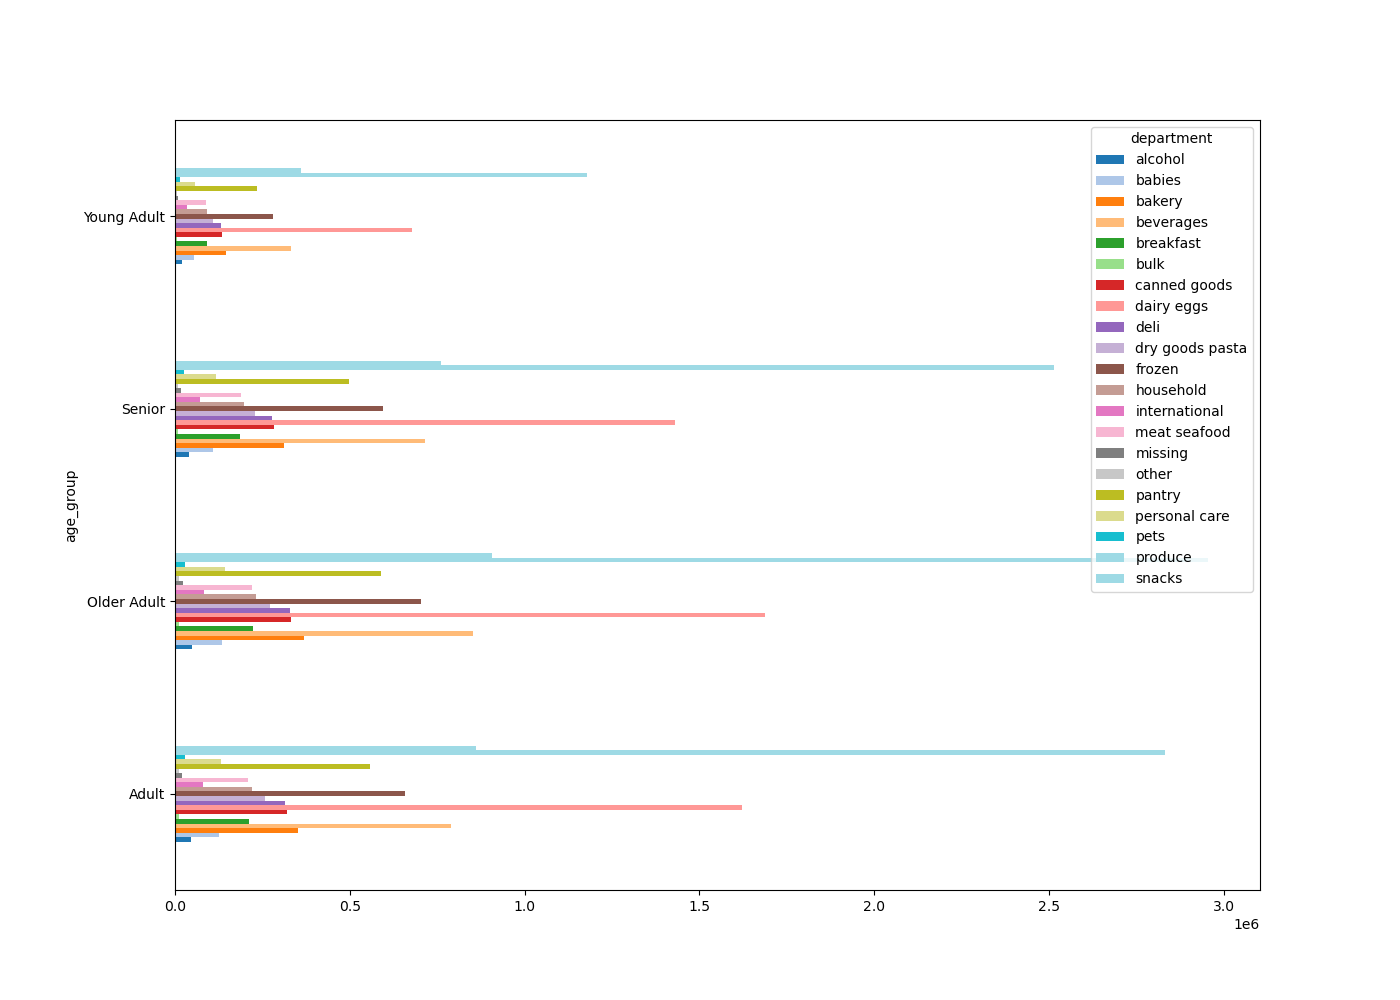 department
alcohol
babies
bakery
beverages
breakfast
bulk
canned goods
dairy eggs
deli
dry goods pasta
frozen
household
international
meat seafood
missing
other
pantry
personal care
pets
produce
snacks
Young Adult
Senior
Older Adult
Adult
age_group
0.0 0.5 1.0 1.5 2.0 2.5 3.0
1e6